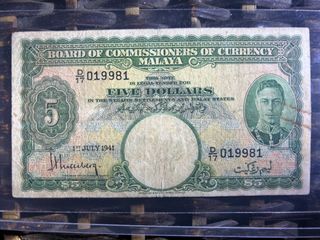 BOARD OF COMMISSIONERS OF CURRENCY
MALAYA
D/17 019981
THIS NOTE
IS LEGAL TENDER FOR
FIVE DOLLARS
IN THE STRAITS SETTLEMENTS AND MALAY STATES
5
1ST JULY 1941
D/17 019981
$5
$5